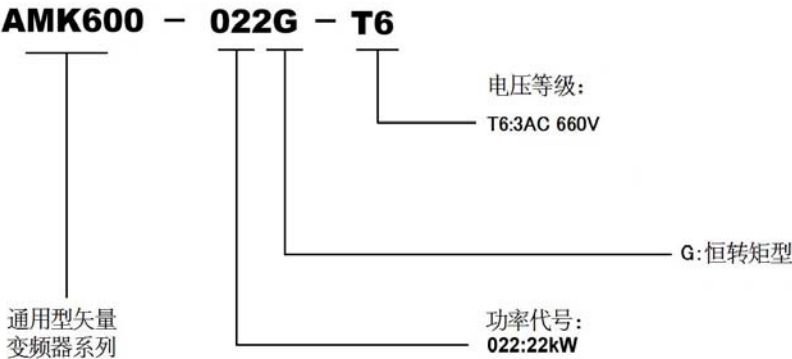 AMK600 － 022G － T6
电压等级：
T6:3AC 660V
G:恒转矩型
通用型矢量
变频器系列
功率代号：
022:22kW